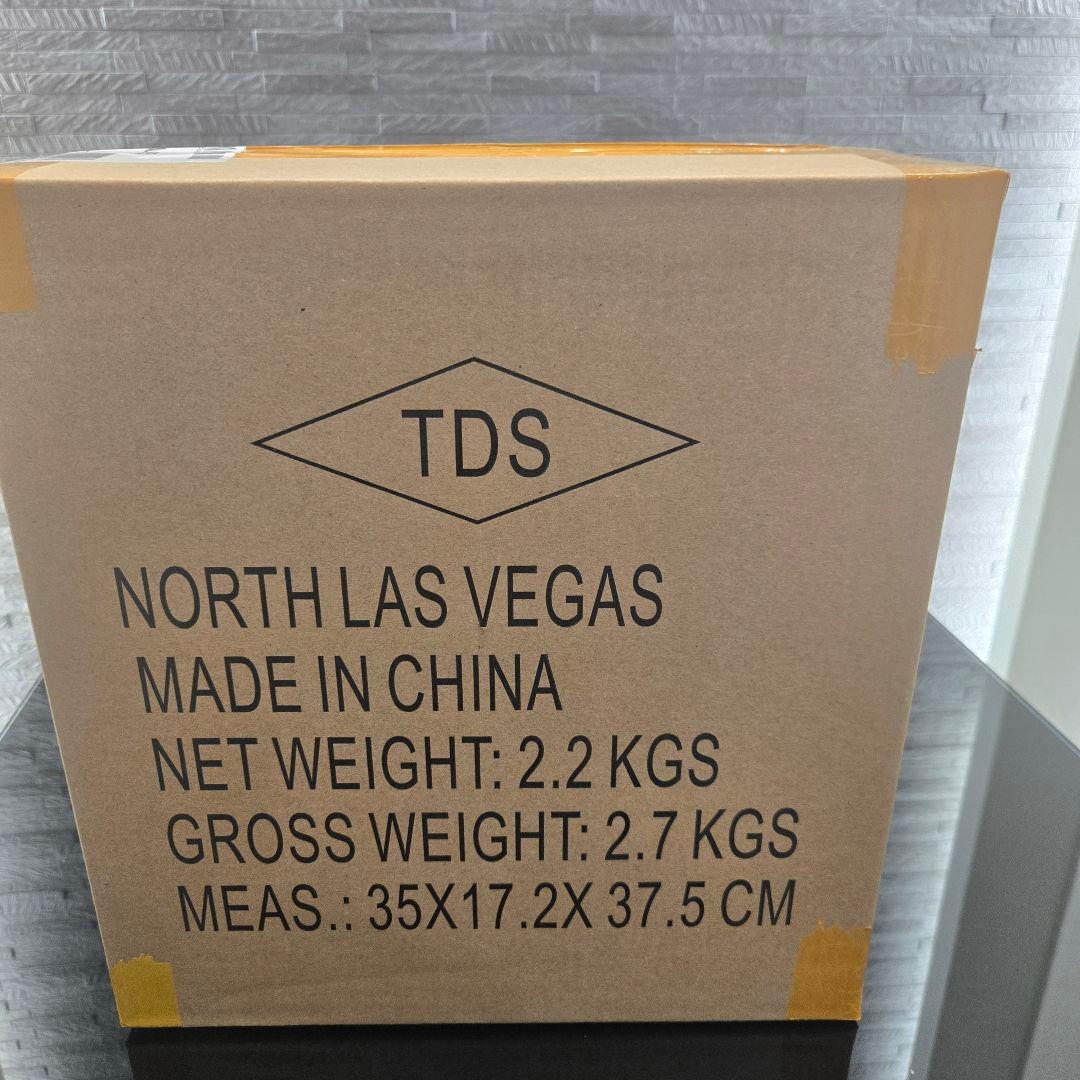 TDS
NORTH LAS VEGAS
MADE IN CHINA
NET WEIGHT: 2.2 KGS
GROSS WEIGHT: 2.7 KGS
MEAS.: 35X17.2X 37.5 CM